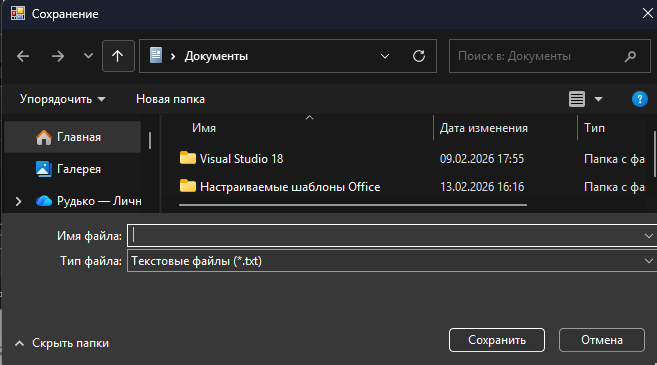 Сохранение
Документы
Поиск в: Документы
Упорядочить
Новая папка
Имя
Дата изменения
Тип
Главная
Галерея
Рудько — Личн
Visual Studio 18
09.02.2026 17:55
Папка с фа
Настраиваемые шаблоны Office
13.02.2026 16:16
Папка с фа
Имя файла:
Тип файла:
Текстовые файлы (*.txt)
Скрыть папки
Сохранить
Отмена